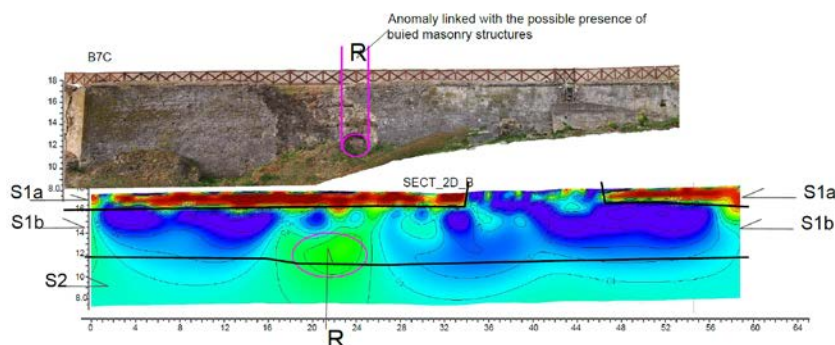 Anomaly linked with the possible presence of
buied masonry structures
R
B7C
18
16
14
12
10
8.0
SECT_2D_B
S1a
S1a
S1b
S1b
16
14
12
10
8.0
S2
0 4 8 12 16 20 24 28 32 36 40 44 48 52 56 60 64
R